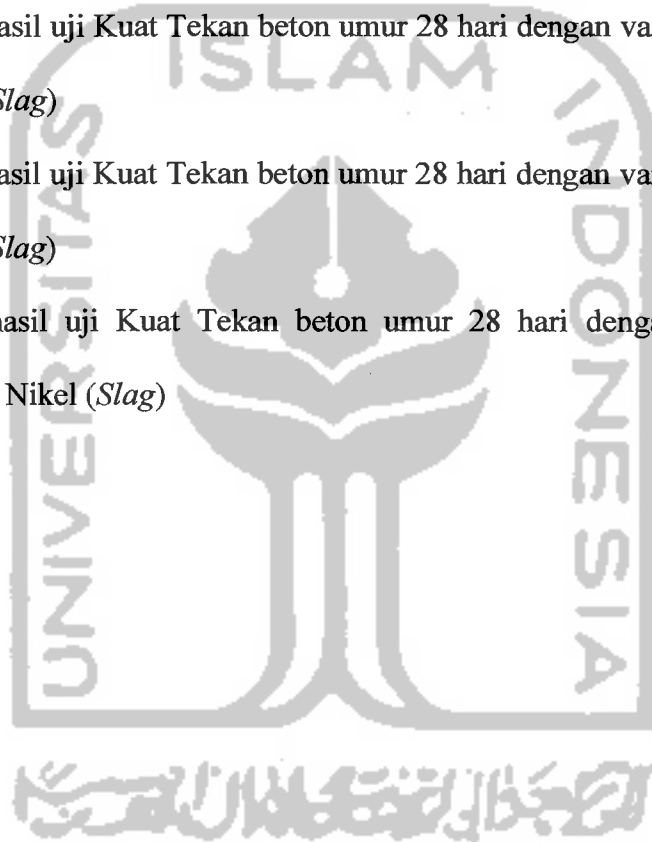 asil uji Kuat Tekan beton umur 28 hari dengan va
Slag)
asil uji Kuat Tekan beton umur 28 hari dengan va
Slag)
hasil uji Kuat Tekan beton umur 28 hari denga
Nikel (Slag)
UNIVERSITAS
ISLAM
INDONESIA